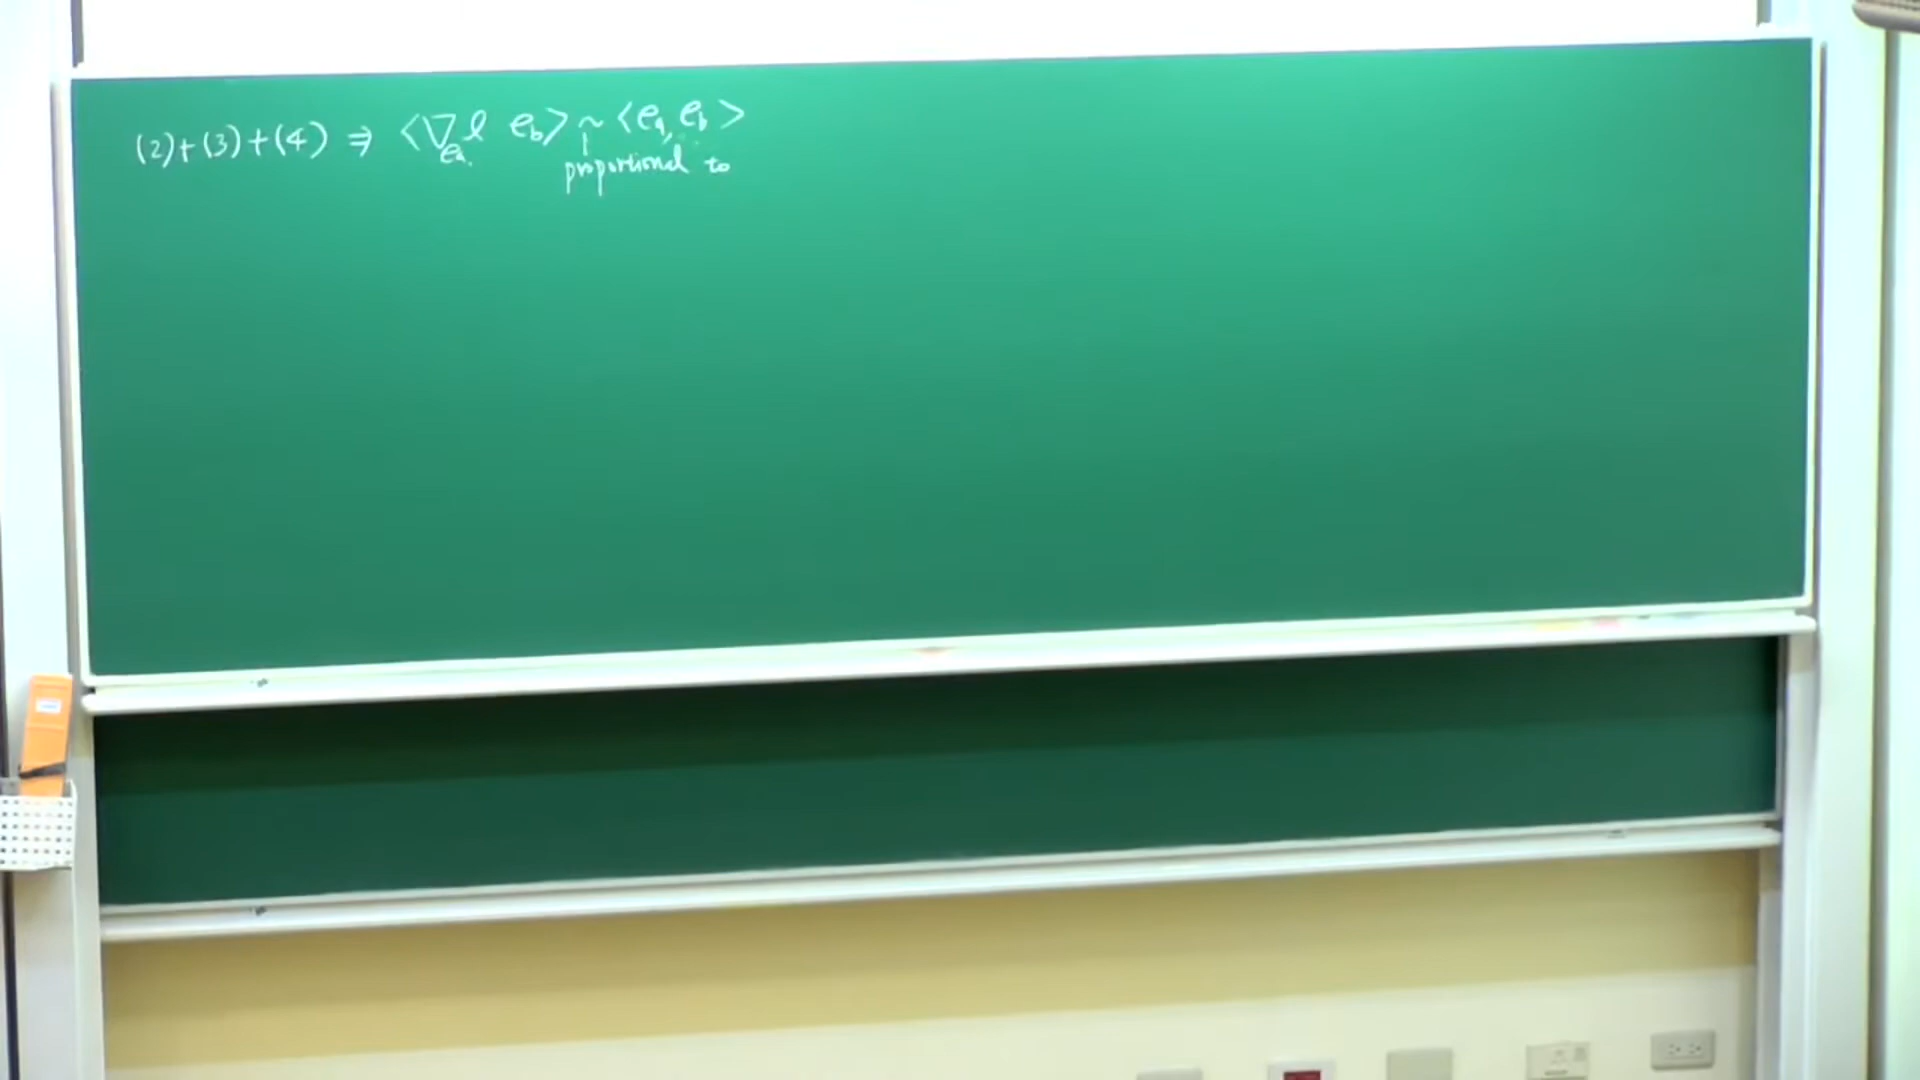 (2)+(3)+(4) ⇒ ⟨∇_{e_a} l e_b⟩ ~ ⟨e_a, e_b⟩
proportional to